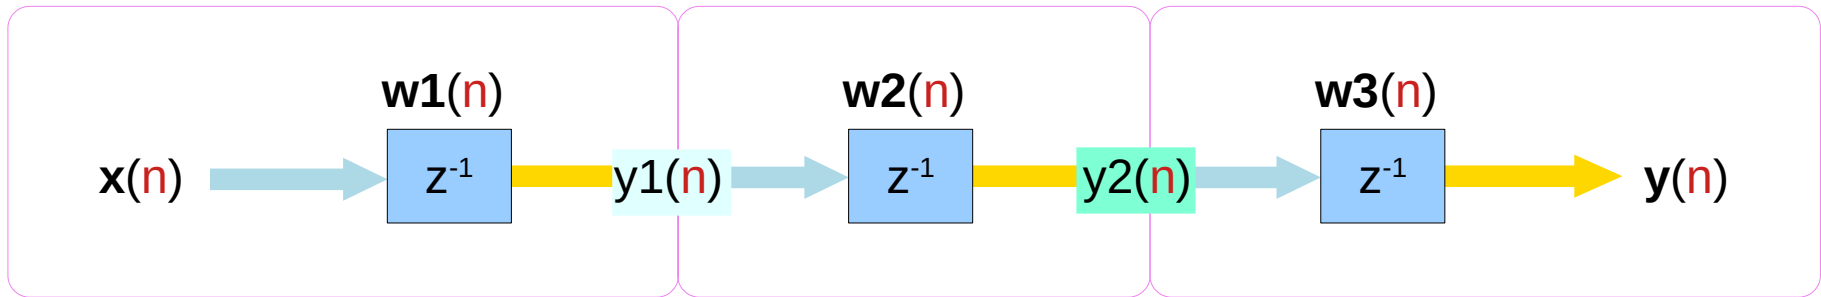 w1(n) w2(n) w3(n)
x(n) z-1 y1(n) z-1 y2(n) z-1 y(n)